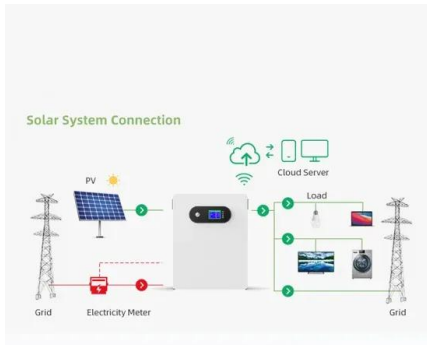 Solar System Connection
Cloud Server
PV
Load
Grid
Electricity Meter
Grid